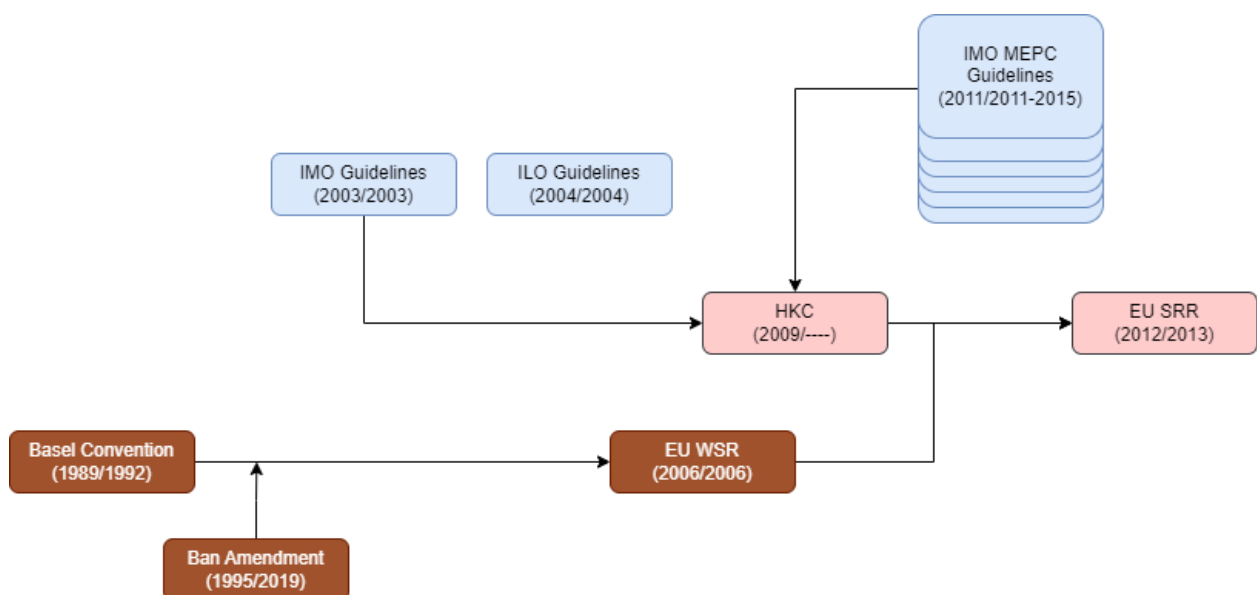 IMO MEPC
Guidelines
(2011/2011-2015)
IMO Guidelines
(2003/2003)
ILO Guidelines
(2004/2004)
HKC
(2009/----)
EU SRR
(2012/2013)
Basel Convention
(1989/1992)
EU WSR
(2006/2006)
Ban Amendment
(1995/2019)